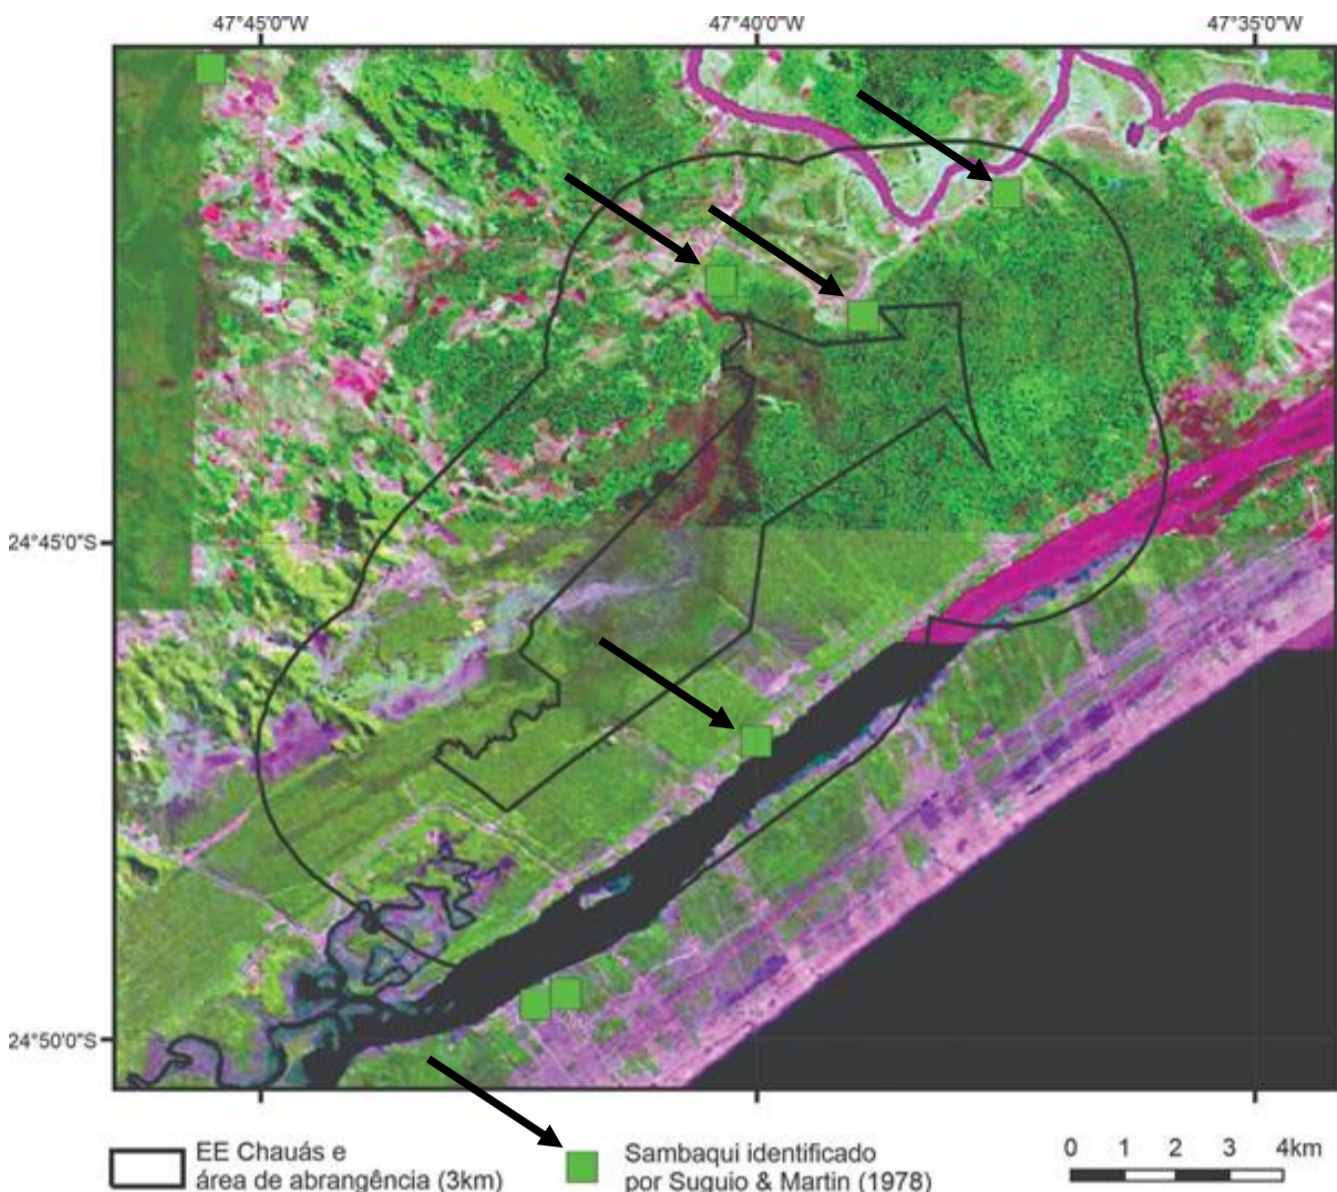 47°45'0"W 47°40'0"W 47°35'0"W
24°45'0"S
24°50'0"S
EE Chauás e
área de abrangência (3km)
Sambaqui identificado
por Suguio & Martin (1978)
0 1 2 3 4km